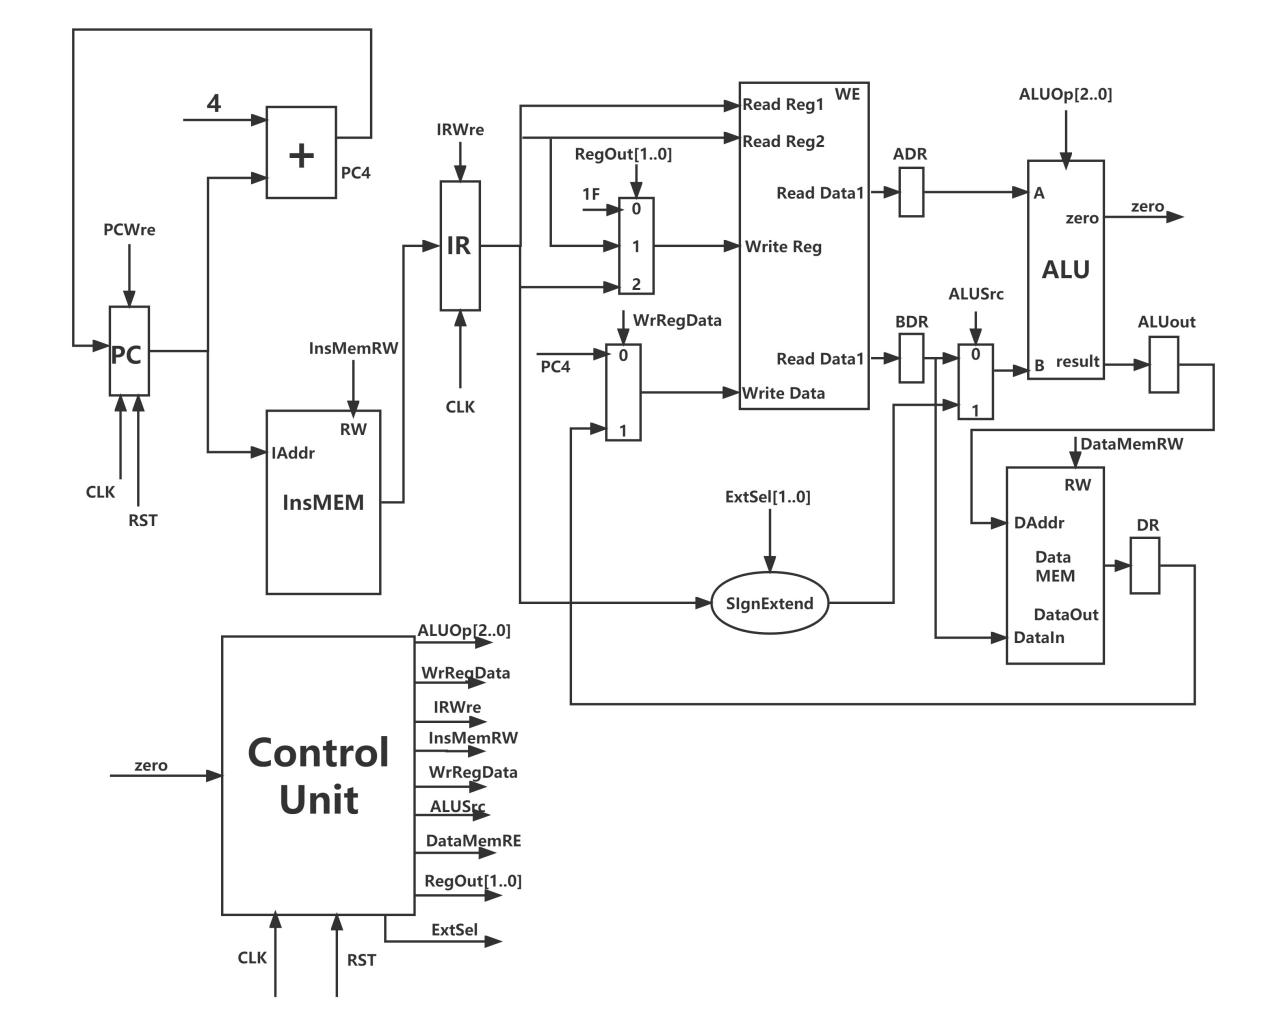 4
+
PC4
PCWre
PC
CLK
RST
InsMemRW
RW
IAddr
InsMEM
IRWre
IR
CLK
RegOut[1..0]
1F
0
1
2
WrRegData
0
PC4
1
WE
Read Reg1
Read Reg2
Read Data1
Write Reg
Read Data1
Write Data
ADR
BDR
ALUSrc
0
1
ALUOp[2..0]
A
zero
zero
ALU
B
result
ALUout
DataMemRW
RW
DAddr
Data
MEM
DataOut
DataIn
DR
ExtSel[1..0]
SIgnExtend
zero
Control
Unit
CLK
RST
ALUOp[2..0]
WrRegData
IRWre
InsMemRW
WrRegData
ALUSrc
DataMemRE
RegOut[1..0]
ExtSel